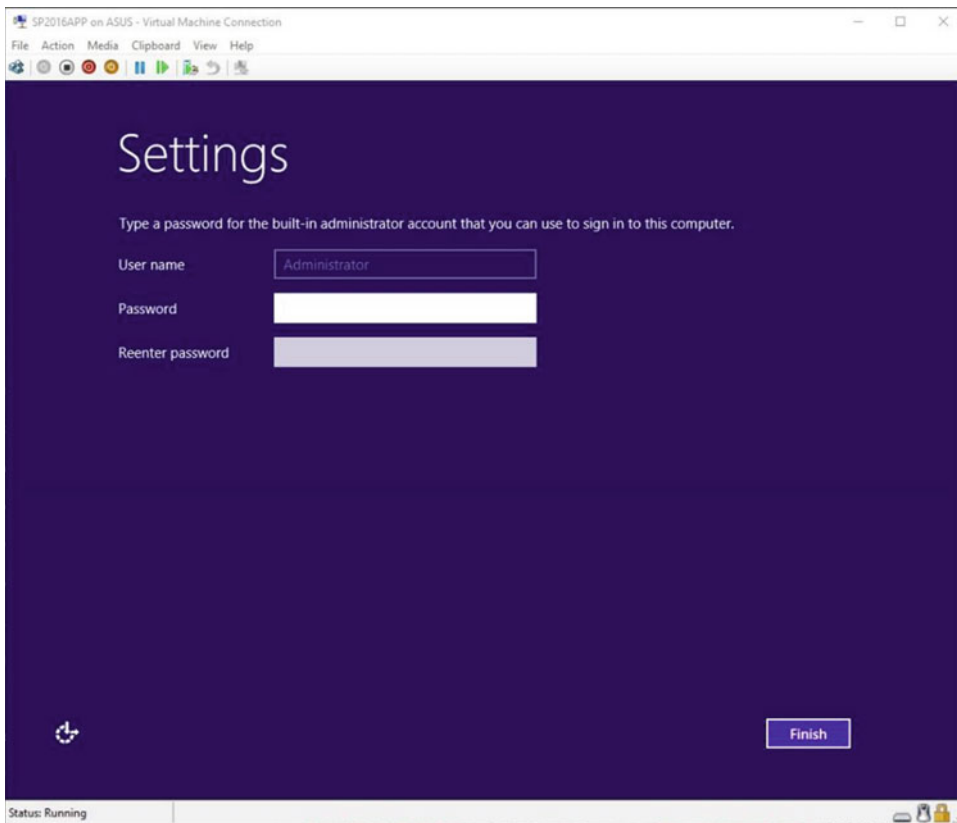 SP2016APP on ASUS - Virtual Machine Connection
File Action Media Clipboard View Help
Settings
Type a password for the built-in administrator account that you can use to sign in to this computer.
User name Administrator
Password
Reenter password
Finish
Status: Running